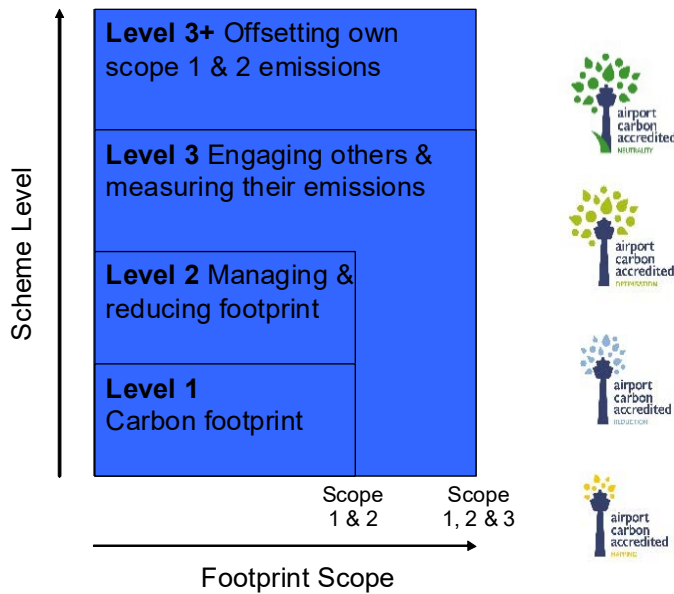 Level 3+ Offsetting own
scope 1 & 2 emissions
Level 3 Engaging others &
measuring their emissions
Level 2 Managing &
reducing footprint
Level 1
Carbon footprint
Scheme Level
Scope
1 & 2
Scope
1, 2 & 3
Footprint Scope
airport
carbon
accredited
NEUTRALITY
airport
carbon
accredited
OPTIMISATION
airport
carbon
accredited
REDUCTION
airport
carbon
accredited
MAPPING